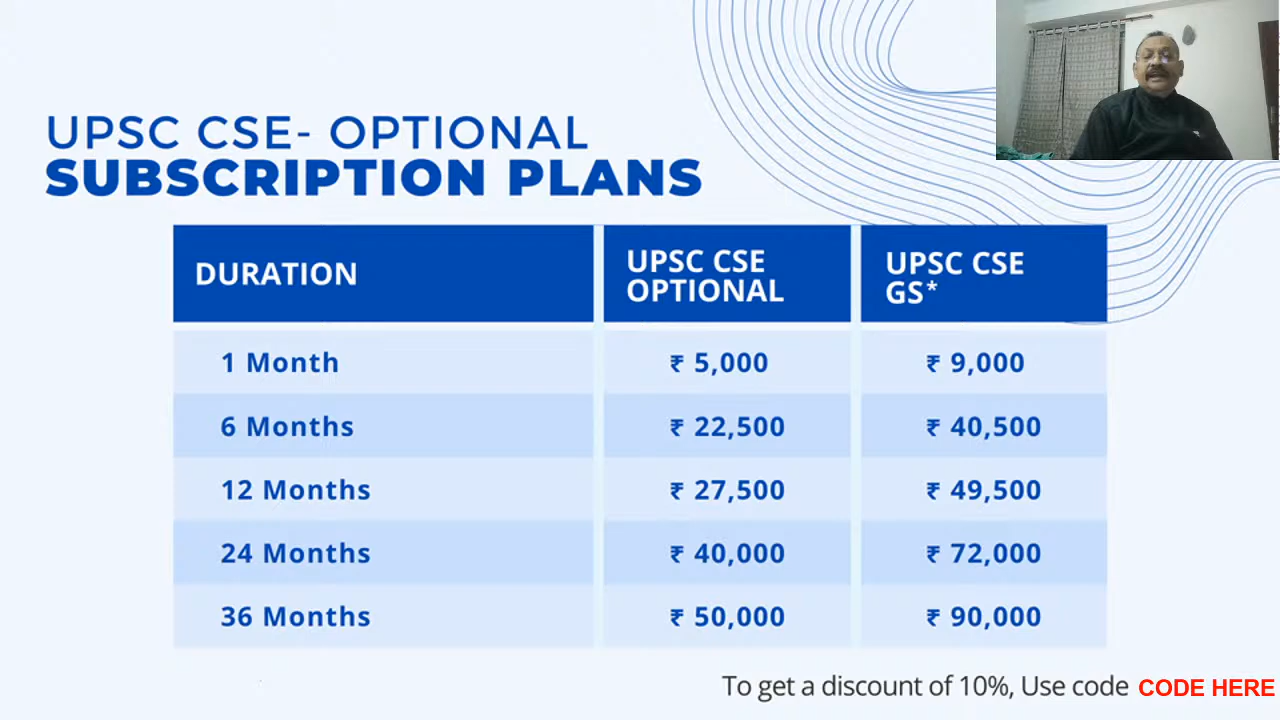 UPSC CSE- OPTIONAL
SUBSCRIPTION PLANS
DURATION
UPSC CSE
OPTIONAL
UPSC CSE
GS*
1 Month
₹ 5,000
₹ 9,000
6 Months
₹ 22,500
₹ 40,500
12 Months
₹ 27,500
₹ 49,500
24 Months
₹ 40,000
₹ 72,000
36 Months
₹ 50,000
₹ 90,000
To get a discount of 10%, Use code CODE HERE